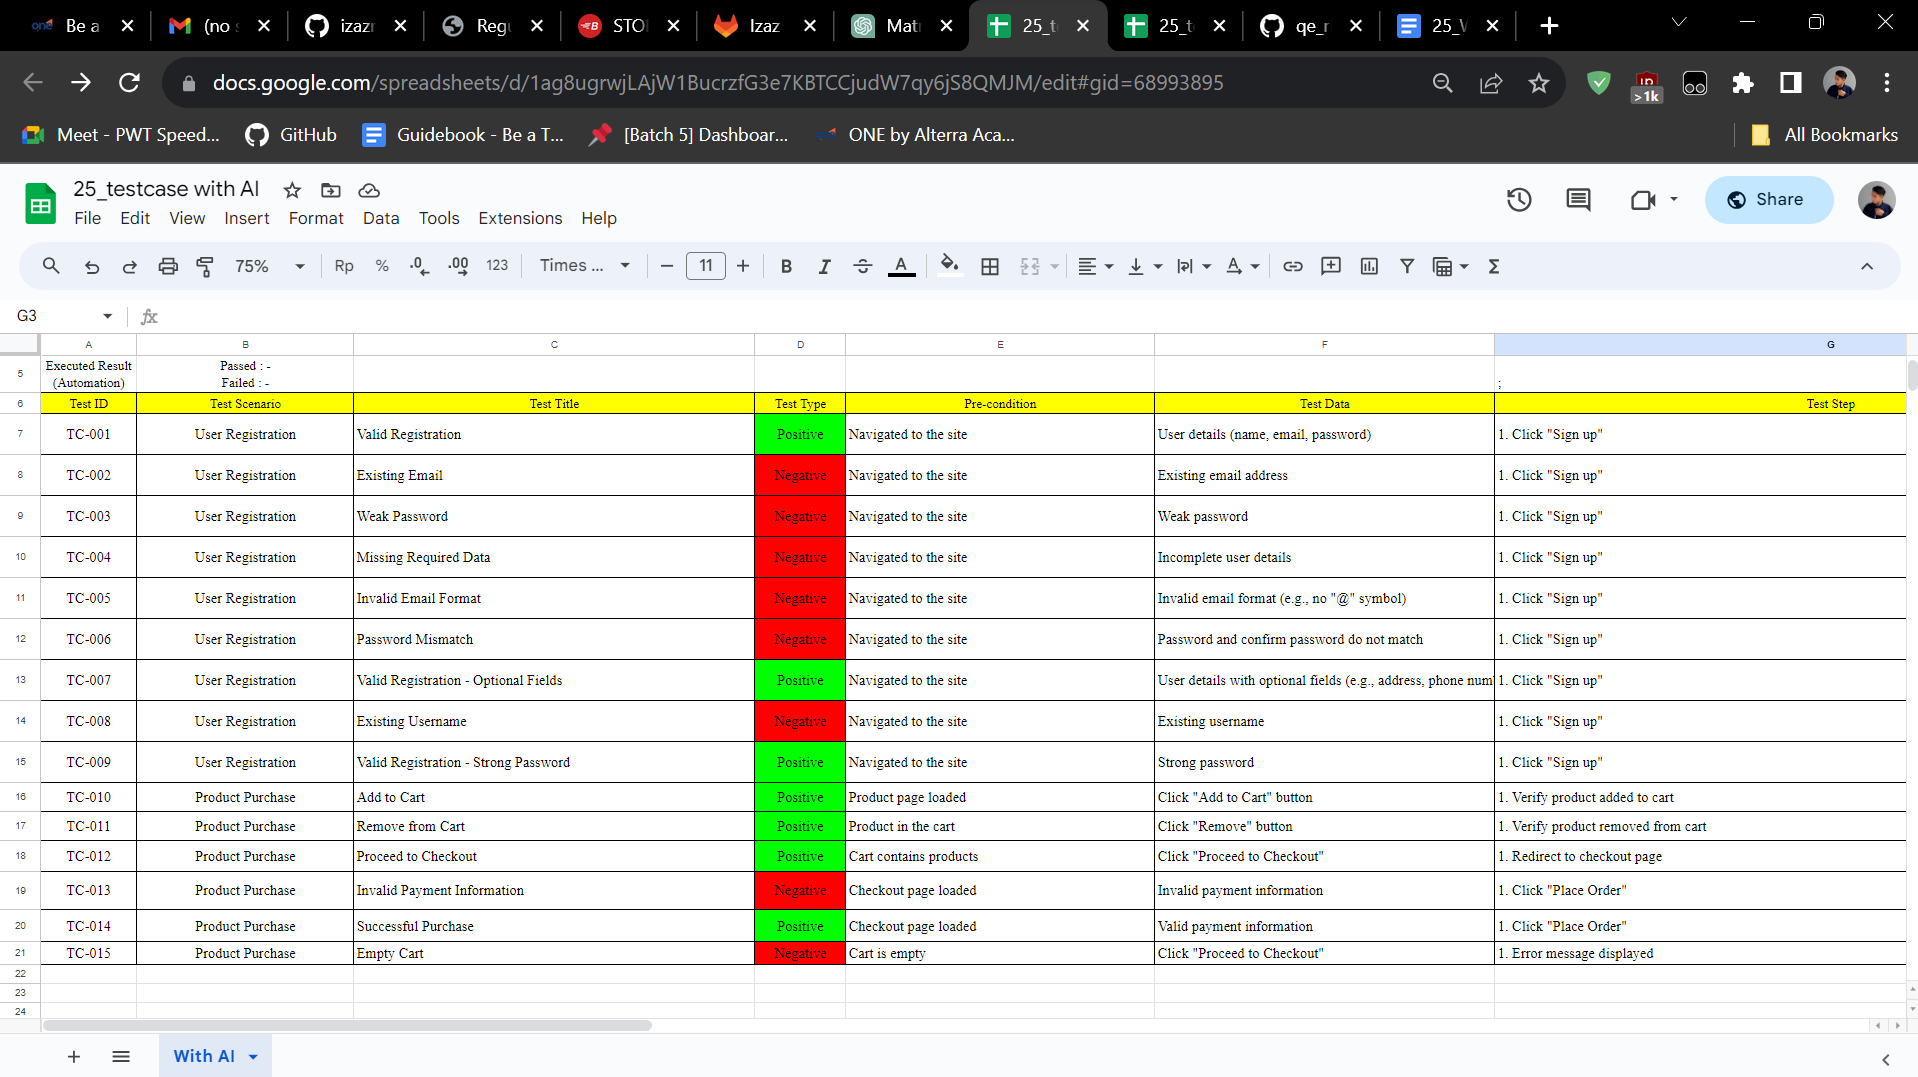 Be a
(no s
izazr
Regu
STO
Izaz
Mat
25_t
25_t
qe_r
25_V
docs.google.com/spreadsheets/d/1ag8ugrwjLAjW1BucrzfG3e7KBTCCjudW7qy6jS8QMJM/edit#gid=68993895
>1k
Meet - PWT Speed...
GitHub
Guidebook - Be a T...
[Batch 5] Dashboar...
ONE by Alterra Aca...
All Bookmarks
25_testcase with AI
File Edit View Insert Format Data Tools Extensions Help
Share
75% Rp % .0 .00 123 Times ... 11 B I A
G3 fx
A B C D E F G
5 Executed Result (Automation) Passed : - Failed : - ;
6 Test ID Test Scenario Test Title Test Type Pre-condition Test Data Test Step
7 TC-001 User Registration Valid Registration Positive Navigated to the site User details (name, email, password) 1. Click "Sign up"
8 TC-002 User Registration Existing Email Negative Navigated to the site Existing email address 1. Click "Sign up"
9 TC-003 User Registration Weak Password Negative Navigated to the site Weak password 1. Click "Sign up"
10 TC-004 User Registration Missing Required Data Negative Navigated to the site Incomplete user details 1. Click "Sign up"
11 TC-005 User Registration Invalid Email Format Negative Navigated to the site Invalid email format (e.g., no "@" symbol) 1. Click "Sign up"
12 TC-006 User Registration Password Mismatch Negative Navigated to the site Password and confirm password do not match 1. Click "Sign up"
13 TC-007 User Registration Valid Registration - Optional Fields Positive Navigated to the site User details with optional fields (e.g., address, phone num 1. Click "Sign up"
14 TC-008 User Registration Existing Username Negative Navigated to the site Existing username 1. Click "Sign up"
15 TC-009 User Registration Valid Registration - Strong Password Positive Navigated to the site Strong password 1. Click "Sign up"
16 TC-010 Product Purchase Add to Cart Positive Product page loaded Click "Add to Cart" button 1. Verify product added to cart
17 TC-011 Product Purchase Remove from Cart Positive Product in the cart Click "Remove" button 1. Verify product removed from cart
18 TC-012 Product Purchase Proceed to Checkout Positive Cart contains products Click "Proceed to Checkout" 1. Redirect to checkout page
19 TC-013 Product Purchase Invalid Payment Information Negative Checkout page loaded Invalid payment information 1. Click "Place Order"
20 TC-014 Product Purchase Successful Purchase Positive Checkout page loaded Valid payment information 1. Click "Place Order"
21 TC-015 Product Purchase Empty Cart Negative Cart is empty Click "Proceed to Checkout" 1. Error message displayed
22
23
24
With AI